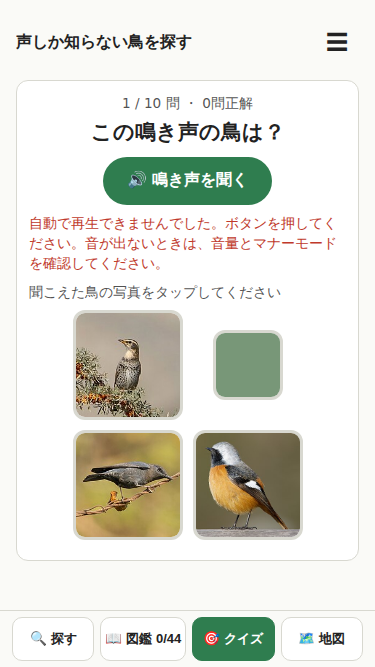 声しか知らない鳥を探す
☰
1 / 10 問 ・ 0問正解
この鳴き声の鳥は？
🔊 鳴き声を聞く
自動で再生できませんでした。ボタンを押してく
ださい。音が出ないときは、音量とマナーモード
を確認してください。
聞こえた鳥の写真をタップしてください
🔍 探す
📖 図鑑 0/44
🎯 クイズ
🗺️ 地図